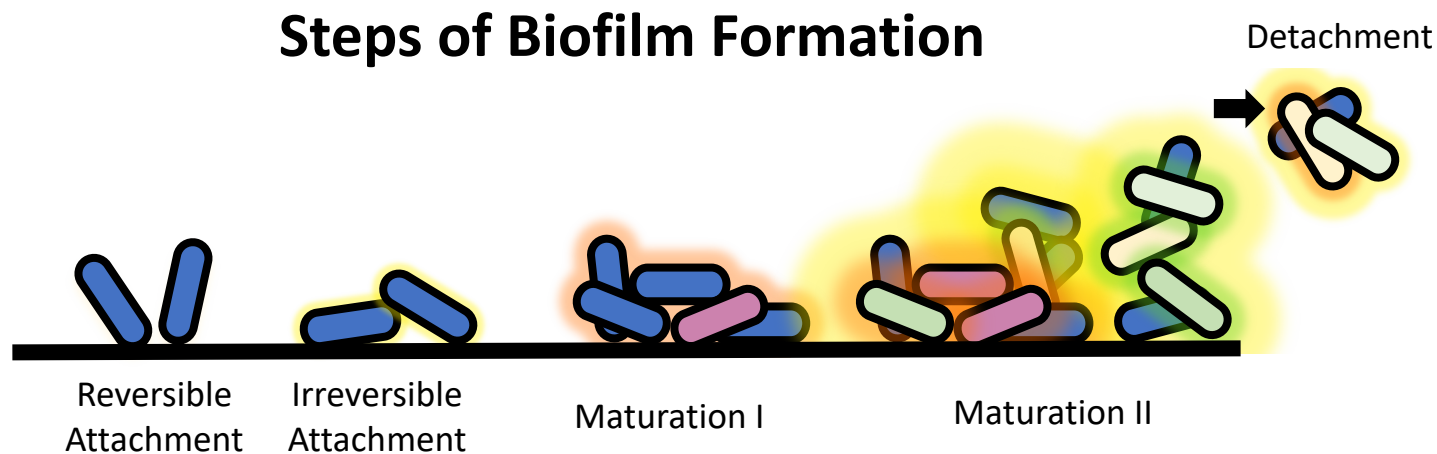 Steps of Biofilm Formation
Detachment
Reversible
Attachment
Irreversible
Attachment
Maturation I
Maturation II